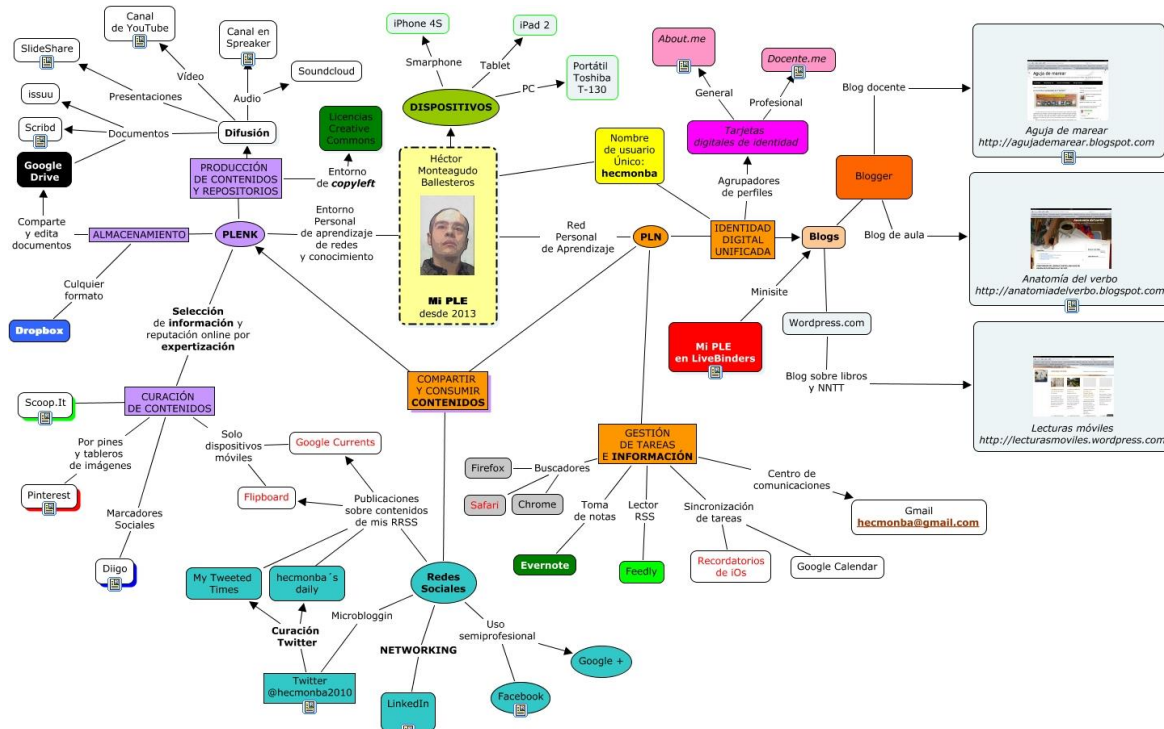 Canal
de YouTube
Canal en
Spreaker
SlideShare
Vídeo
Soundcloud
Presentaciones
Audio
issuu
Documentos
Scribd
Difusión
Google
Drive
PRODUCCIÓN
DE CONTENIDOS
Y REPOSITORIOS
Licencias
Creative
Commons
Entorno
de copyleft
Comparte
y edita
documentos
ALMACENAMIENTO
PLENK
Entorno
Personal
de aprendizaje
de redes
y conocimiento
Culquier
formato
Dropbox
Selección
de información y
reputación online por
expertización
iPhone 4S
Smarphone
iPad 2
Tablet
Portátil
Toshiba
T-130
PC
DISPOSITIVOS
Héctor
Monteagudo
Ballesteros
Mi PLE
desde 2013
Nombre
de usuario
Único:
hecmonba
Red
Personal
de Aprendizaje
PLN
About.me
General
Docente.me
Profesional
Tarjetas
digitales de identidad
Agrupadores
de perfiles
IDENTIDAD
DIGITAL
UNIFICADA
Blogs
Blogger
Blog docente
Blog de aula
Minisite
Mi PLE
en LiveBinders
Wordpress.com
Blog sobre libros
y NNTT
Aguja de marear
Aguja de marear
http://agujademarear.blogspot.com
Anatomía del verbo
http://anatomiadelverbo.blogspot.com
Lecturas móviles
http://lecturasmoviles.wordpress.com
COMPARTIR
Y CONSUMIR
CONTENIDOS
CURACIÓN
DE CONTENIDOS
Scoop.It
Por pines
y tableros
de imágenes
Pinterest
Marcadores
Sociales
Diigo
Solo
dispositivos
móviles
Google Currents
Flipboard
Publicaciones
sobre contenidos
de mis RRSS
My Tweeted
Times
hecmonba´s
daily
Curación
Twitter
Twitter
@hecmonba2010
Microbloggin
Redes
Sociales
NETWORKING
LinkedIn
Uso
semiprofesional
Facebook
Google +
GESTIÓN
DE TAREAS
E INFORMACIÓN
Buscadores
Firefox
Safari
Chrome
Toma
de notas
Evernote
Lector
RSS
Feedly
Sincronización
de tareas
Recordatorios
de iOs
Google Calendar
Centro de
comunicaciones
Gmail
hecmonba@gmail.com